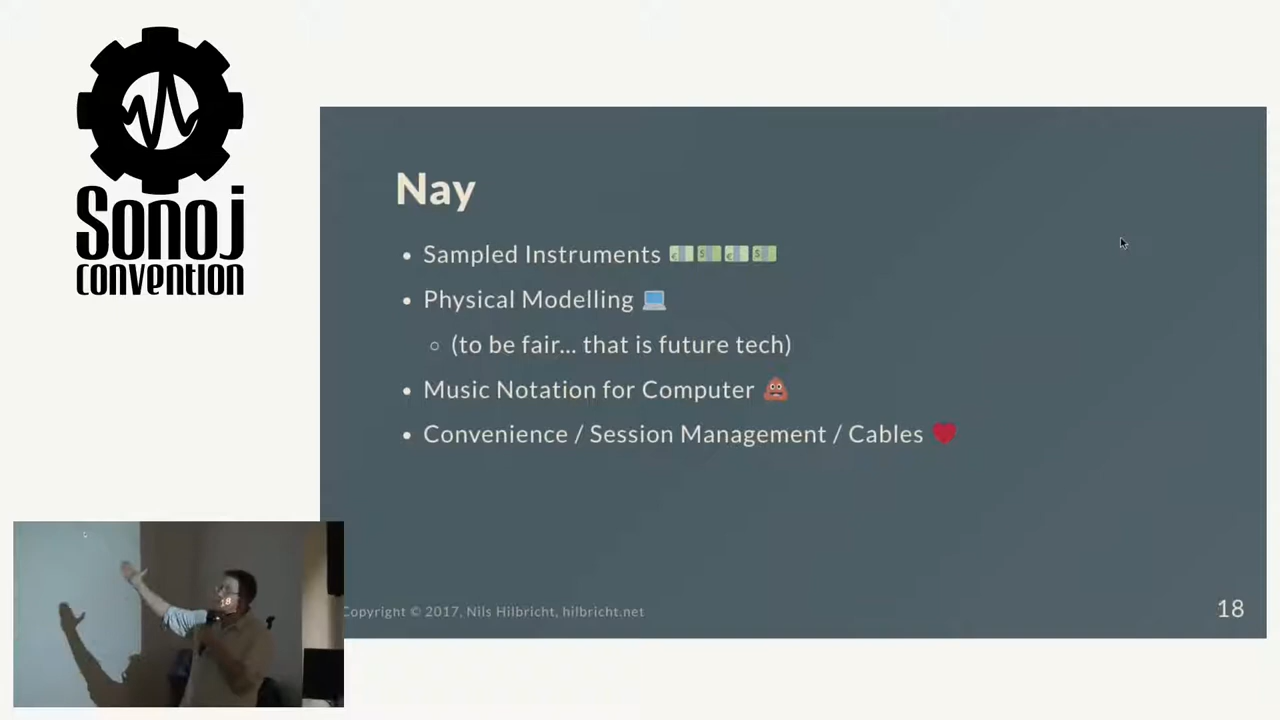 Sonoj
convention
Nay
Sampled Instruments
Physical Modelling
(to be fair... that is future tech)
Music Notation for Computer
Convenience / Session Management / Cables
Copyright © 2017, Nils Hilbricht, hilbricht.net
18
18